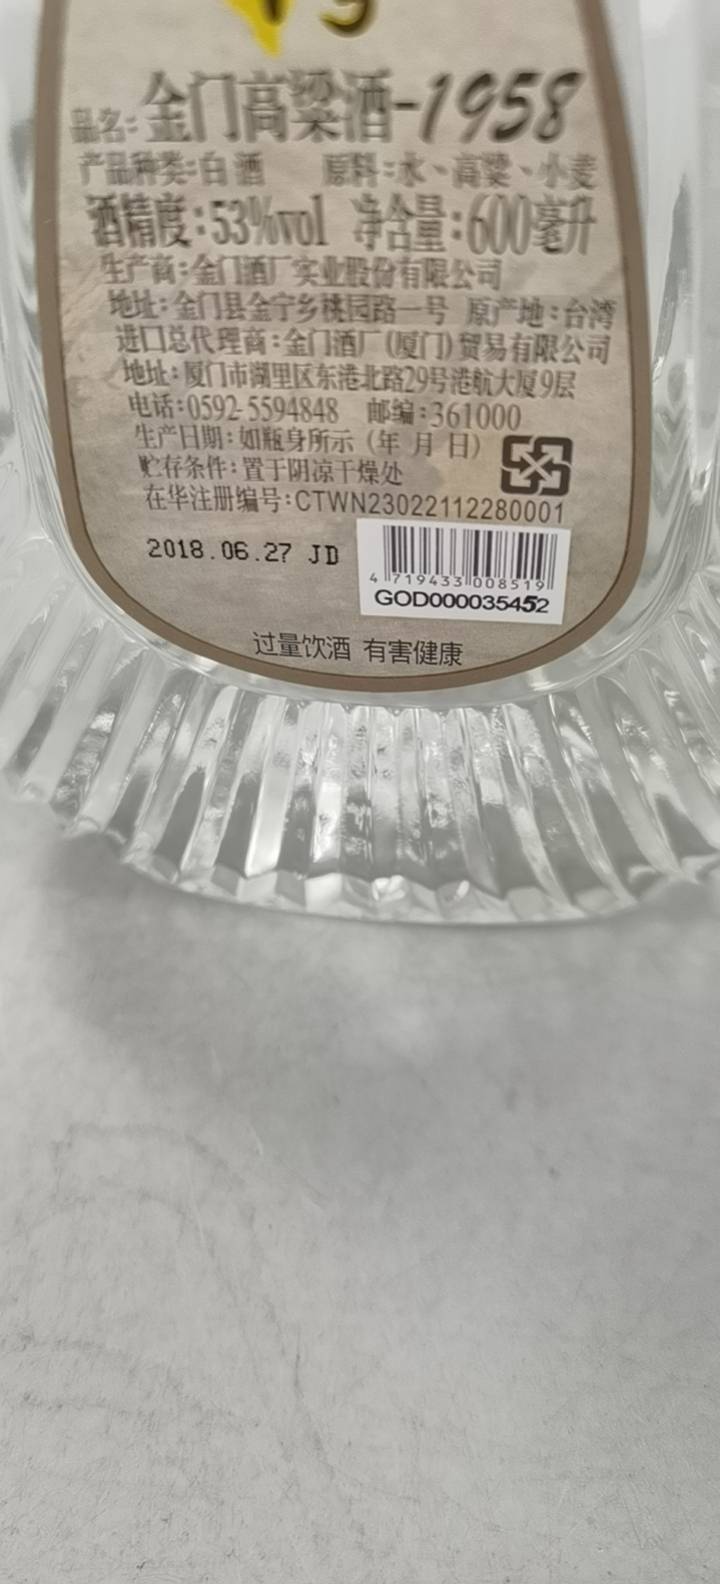 品名:金门高粱酒-1958
产品种类:白酒 原料:水、高粱、小麦
酒精度:53%vol 净含量:600毫升
生产商:金门酒厂实业股份有限公司
地址:金门县金宁乡桃园路一号 原产地:台湾
进口总代理商:金门酒厂(厦门)贸易有限公司
地址:厦门市湖里区东港北路29号港航大厦9层
电话:0592-5594848 邮编:361000
生产日期:如瓶身所示(年 月 日)
贮存条件:置于阴凉干燥处
在华注册编号:CTWN23022112280001
2018.06.27 JD
4 719433 008519
GOD000035452
过量饮酒 有害健康